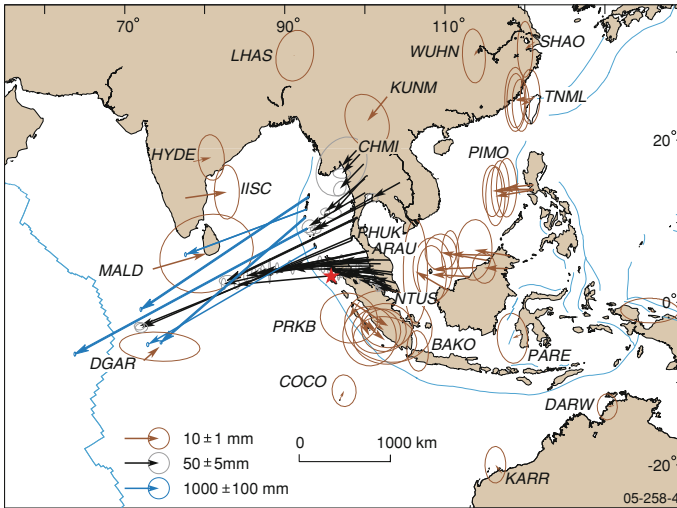 70° 90° 110°
LHAS WUHN SHAO
KUNM TNML
20°
HYDE CHMI PIMO
IISC
PHUK
ARAU
MALD
NTUS
0°
PRKB BAKO PARE
DGAR
COCO DARW
10 ± 1 mm 0 1000 km
50 ± 5mm
-20°
KARR
1000 ± 100 mm
05-258-4